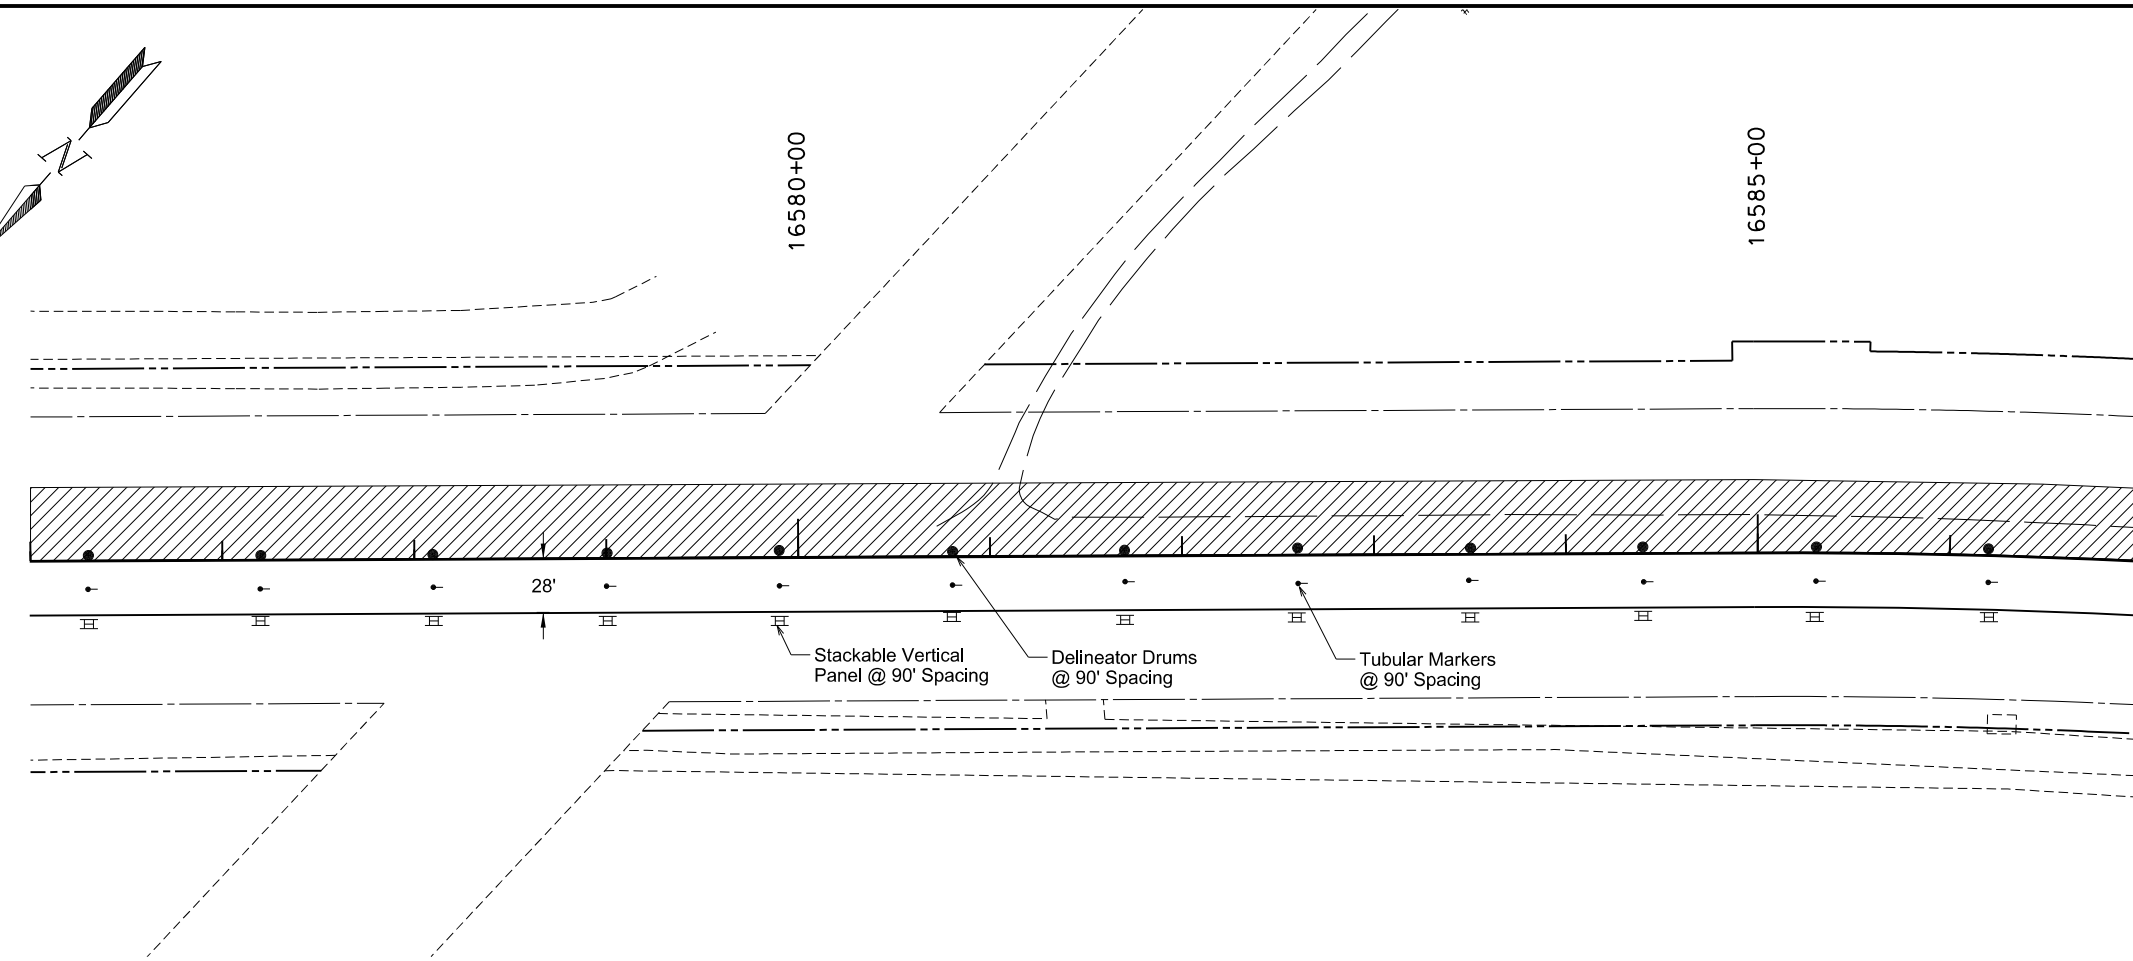 N
16580+00
16585+00
28'
Stackable Vertical
Panel @ 90' Spacing
Delineator Drums
@ 90' Spacing
Tubular Markers
@ 90' Spacing